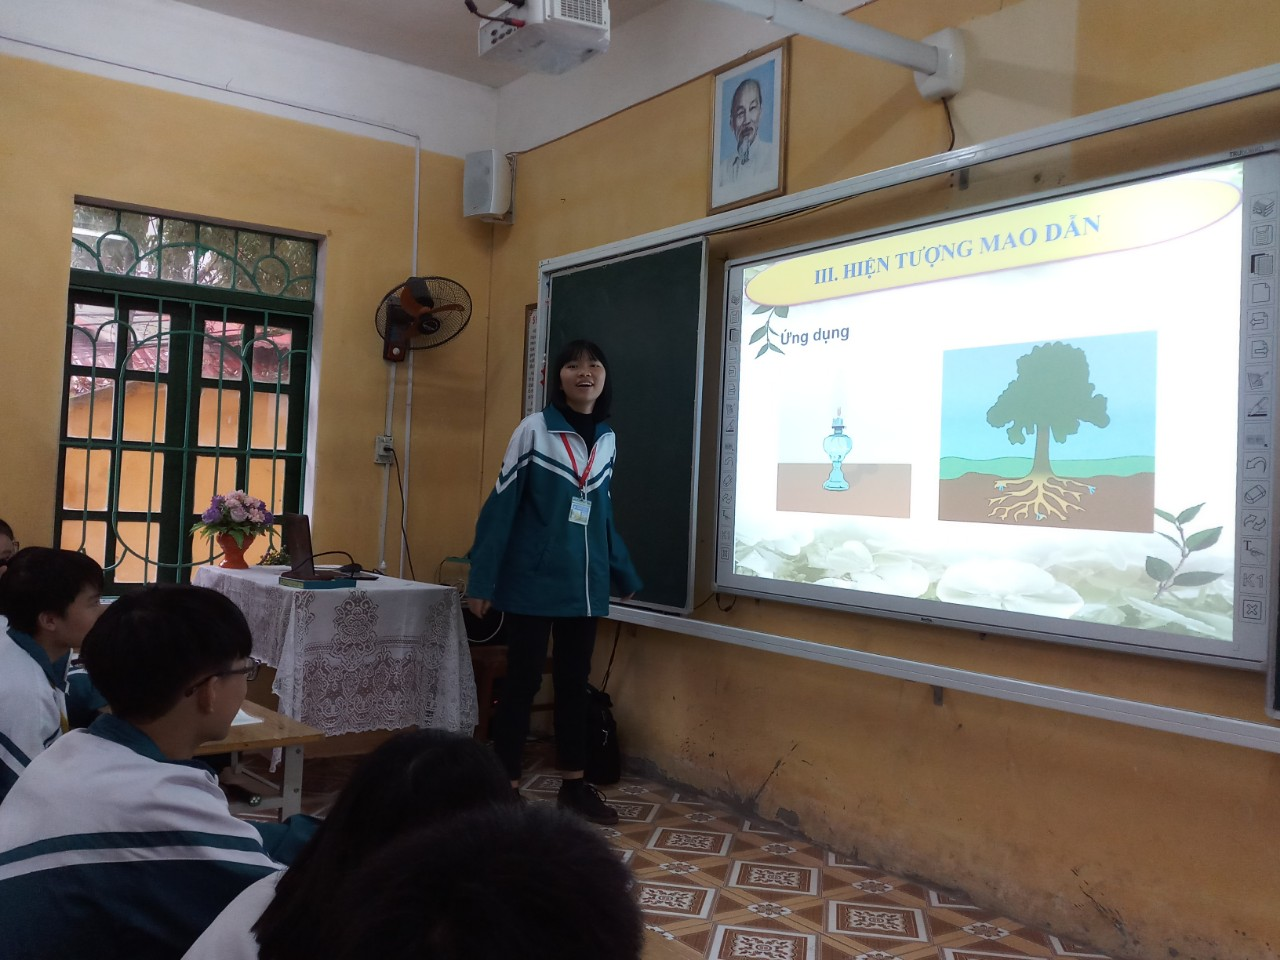 III. HIỆN TƯỢNG MAO DẪN
Ứng dụng